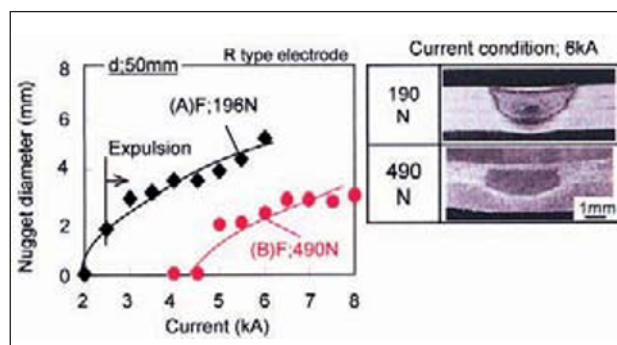 d;50mm
R type electrode
(A)F;196N
Expulsion
(B)F;490N
Nugget diameter (mm)
8
6
4
2
0
2
3
4
5
6
7
8
Current (kA)
Current condition; 6kA
190
N
490
N
1mm